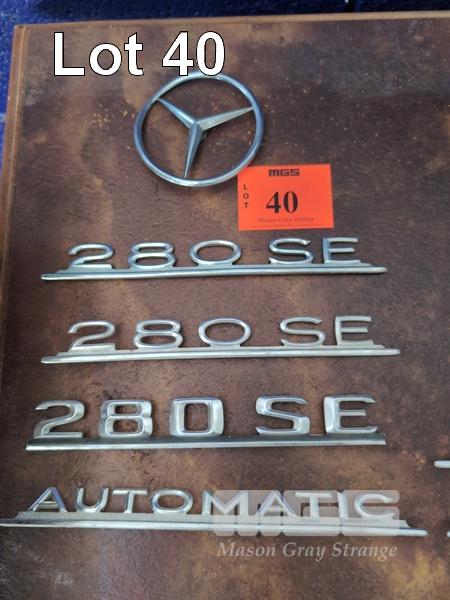 Lot 40
MGS
LOT
40
Mason Gray Strange
280 SE
280 SE
280 SE
AUTOMATIC
MGS
Mason Gray Strange